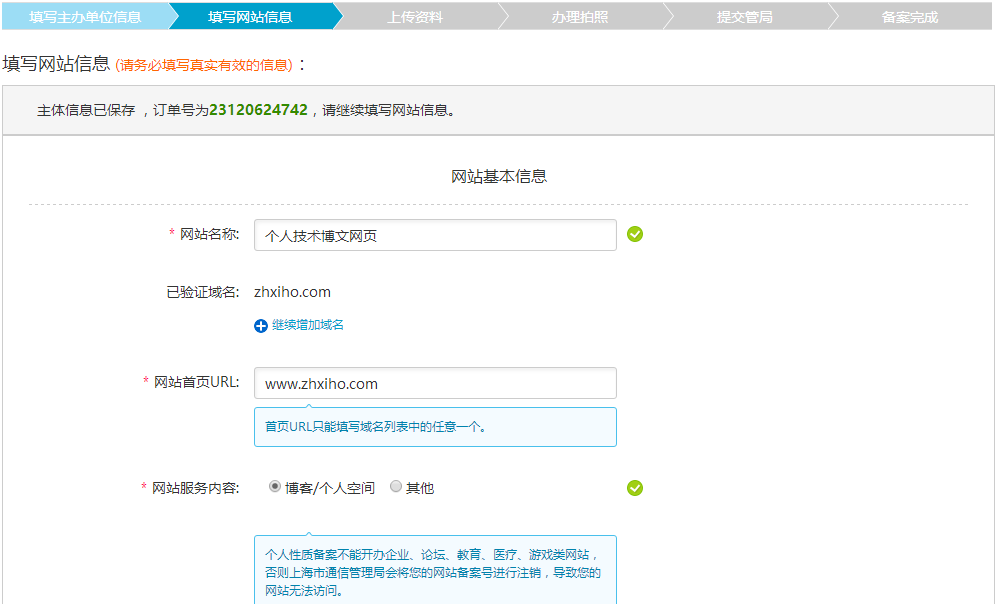 填写主办单位信息 填写网站信息 上传资料 办理拍照 提交管局 备案完成
填写网站信息 (请务必填写真实有效的信息) :
主体信息已保存 ，订单号为23120624742，请继续填写网站信息。
网站基本信息
* 网站名称: 个人技术博文网页
已验证域名: zhxiho.com
继续增加域名
* 网站首页URL: www.zhxiho.com
首页URL只能填写域名列表中的任意一个。
* 网站服务内容: 博客/个人空间 其他
个人性质备案不能开办企业、论坛、教育、医疗、游戏类网站，
否则上海市通信管理局会将您的网站备案号进行注销，导致您的
网站无法访问。